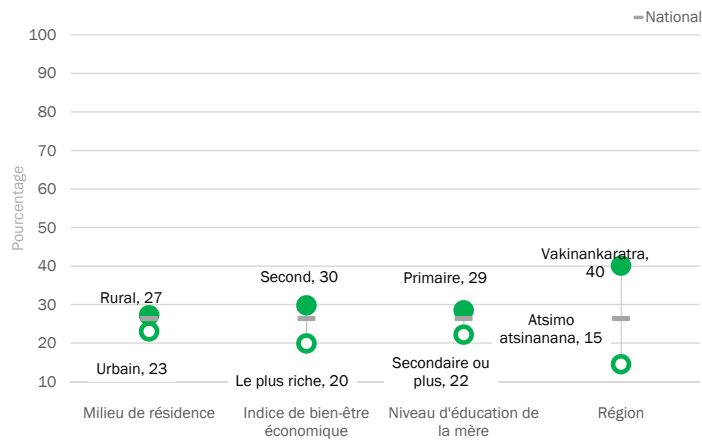 National
100
90
80
70
60
50
40
30
20
10
Pourcentage
Rural, 27
Urbain, 23
Second, 30
Le plus riche, 20
Primaire, 29
Secondaire ou
plus, 22
Vakinankaratra,
40
Atsimo
atsinanana, 15
Milieu de résidence
Indice de bien-être
économique
Niveau d'éducation de
la mère
Région